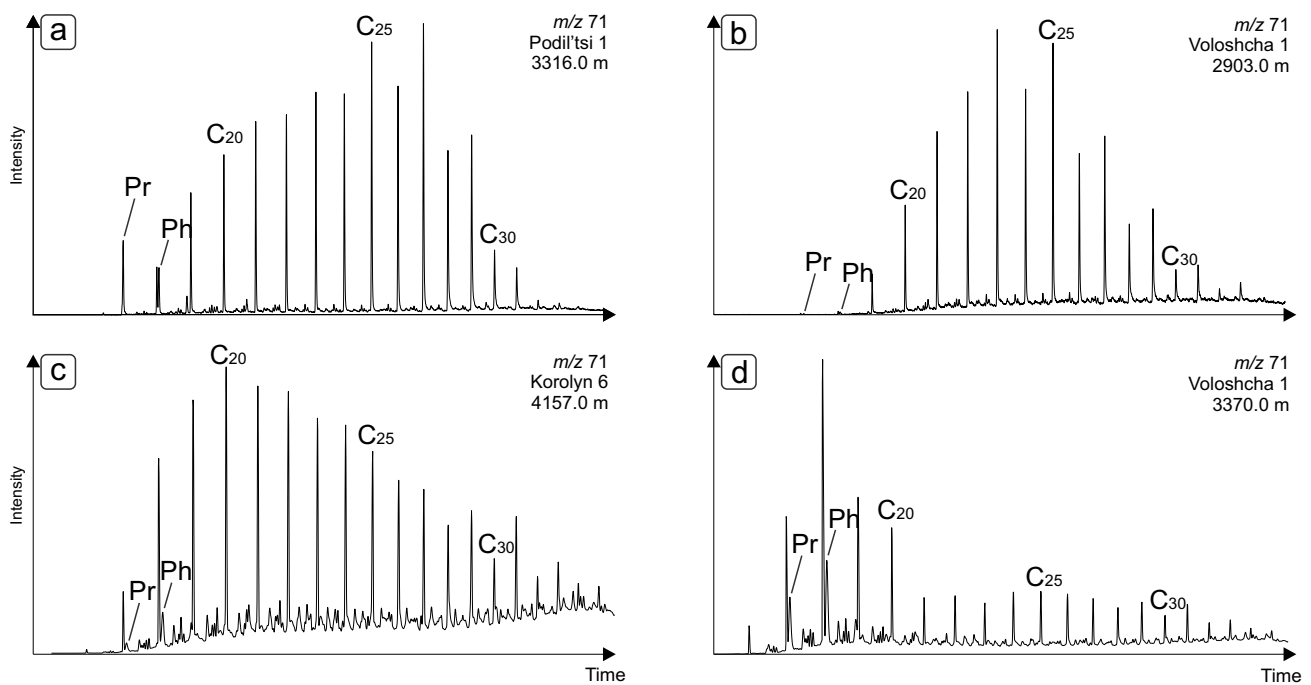 a
m/z 71
Podil'tsi 1
3316.0 m
C25
C20
Pr
Ph
C30
Intensity
b
m/z 71
Voloshcha 1
2903.0 m
C25
C20
Pr
Ph
C30
c
m/z 71
Korolyn 6
4157.0 m
C20
C25
C30
Pr
Ph
Intensity
Time
d
m/z 71
Voloshcha 1
3370.0 m
Pr
Ph
C20
C25
C30
Time